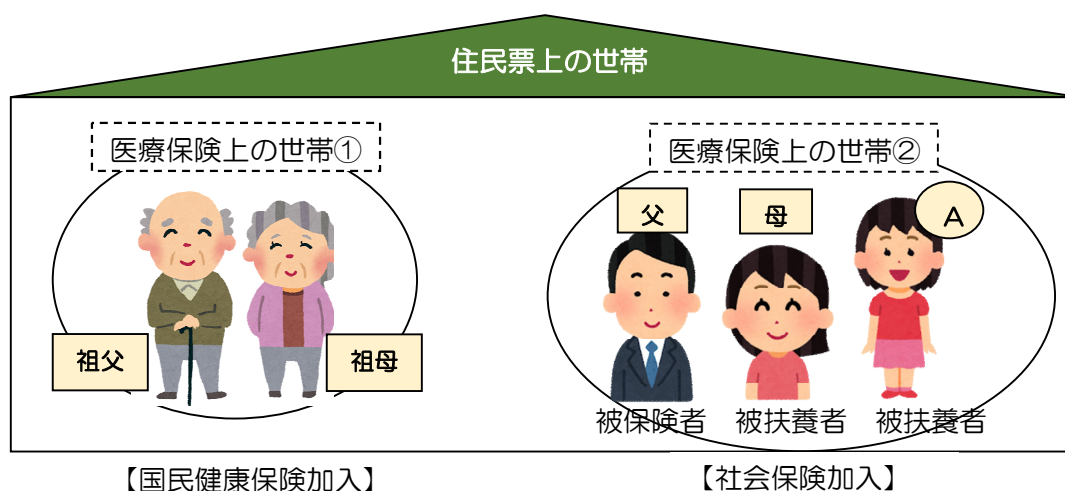 住民票上の世帯
医療保険上の世帯①
医療保険上の世帯②
父
母
A
祖父
祖母
被保険者
被扶養者
被扶養者
【国民健康保険加入】
【社会保険加入】